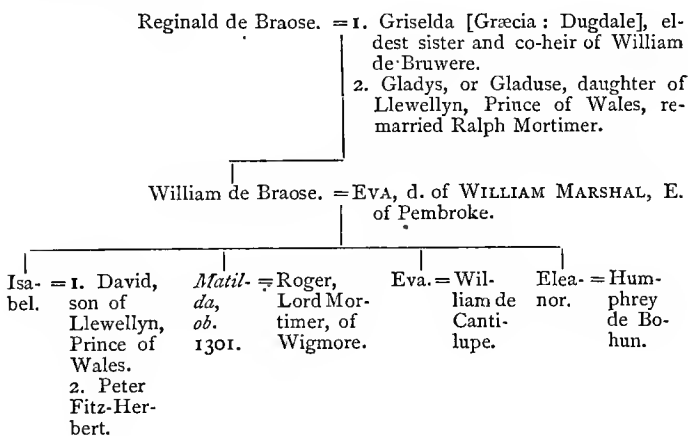 Reginald de Braose. = 1. Griselda [Græcia : Dugdale], el-
dest sister and co-heir of William
de Bruwere.
2. Gladys, or Gladuse, daughter of
Llewellyn, Prince of Wales, re-
married Ralph Mortimer.
William de Braose. = EVA, d. of WILLIAM MARSHAL, E.
of Pembroke.
Isa-
bel.
= 1. David,
son of
Llewellyn,
Prince of
Wales.
2. Peter
Fitz-Her-
bert.
Matil-
da,
ob.
1301.
= Roger,
Lord Mor-
timer, of
Wigmore.
Eva. = Wil-
liam de
Canti-
lupe.
Elea-
nor.
= Hum-
phrey
de Bo-
hun.